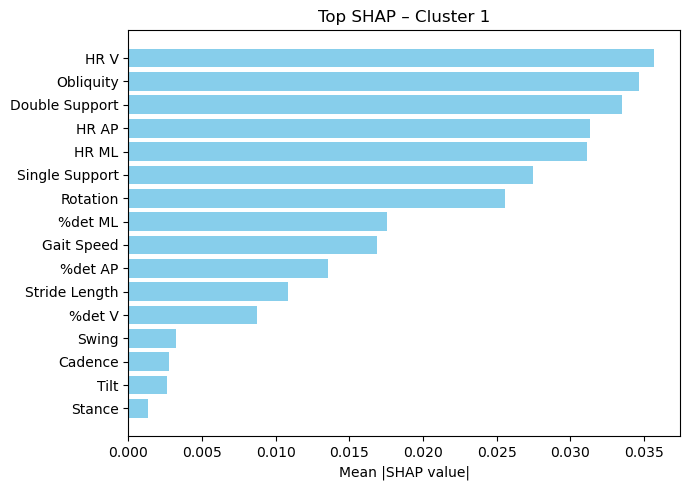 Top SHAP – Cluster 1
HR V
Obliquity
Double Support
HR AP
HR ML
Single Support
Rotation
%det ML
Gait Speed
%det AP
Stride Length
%det V
Swing
Cadence
Tilt
Stance
0.000 0.005 0.010 0.015 0.020 0.025 0.030 0.035
Mean |SHAP value|